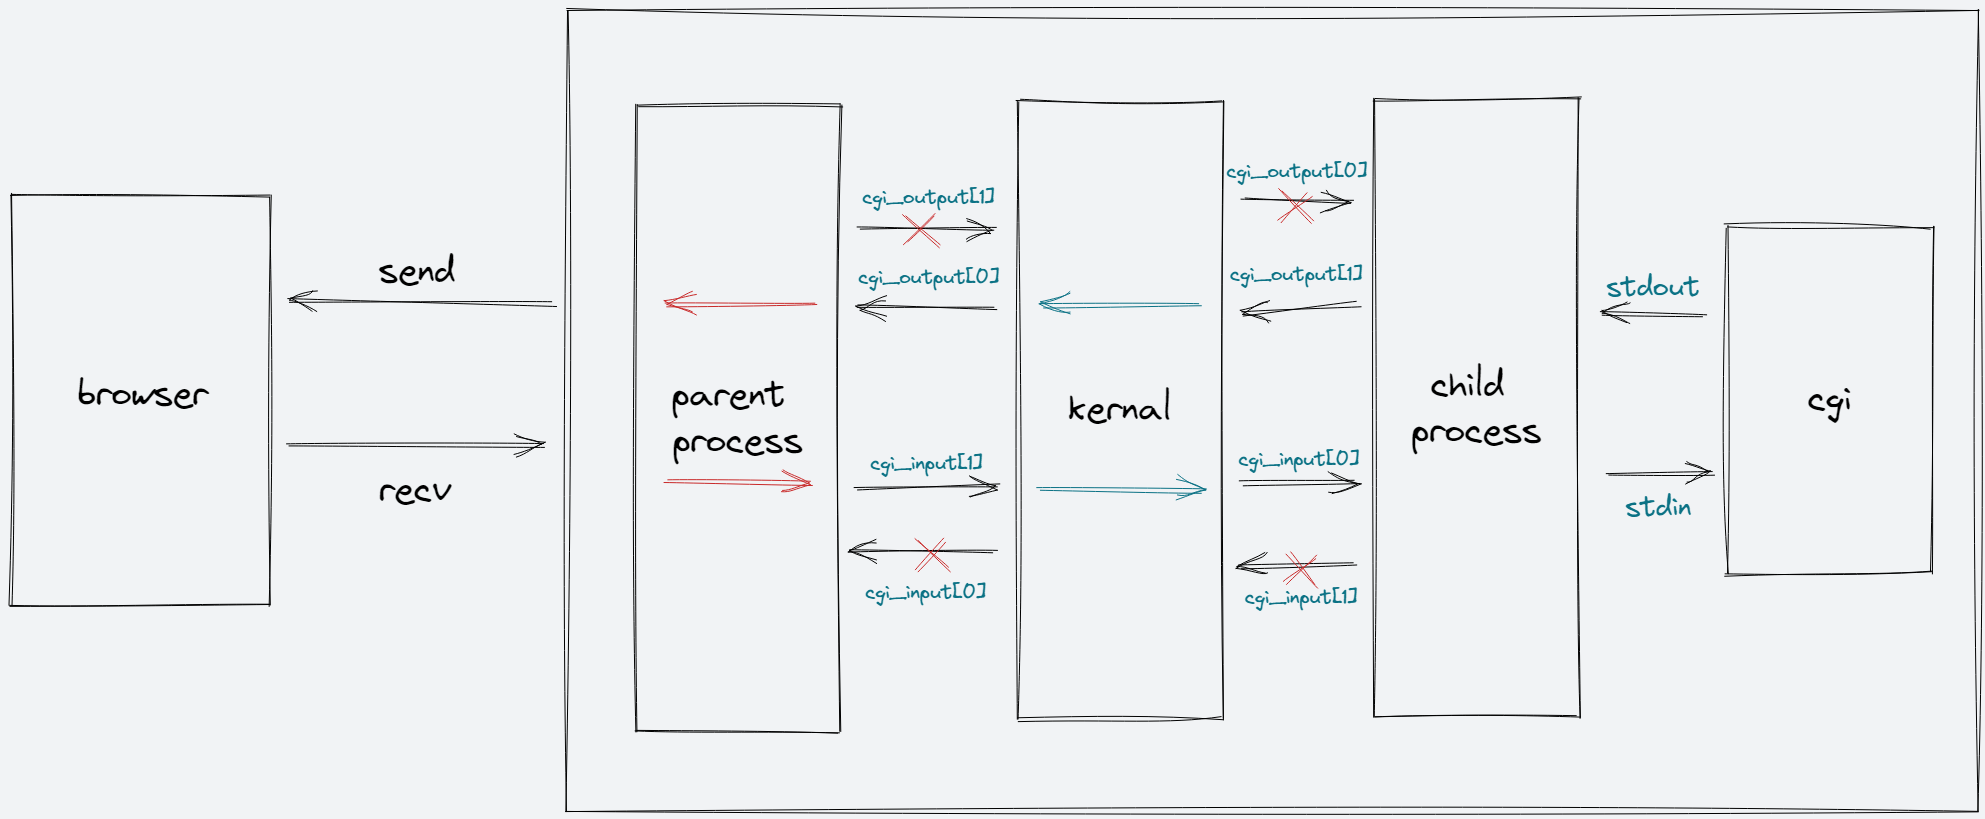 browser
send
recv
parent
process
cgi_output[1]
cgi_output[0]
cgi_input[1]
cgi_input[0]
kernal
cgi_output[0]
cgi_output[1]
cgi_input[0]
cgi_input[1]
child
process
stdout
stdin
cgi